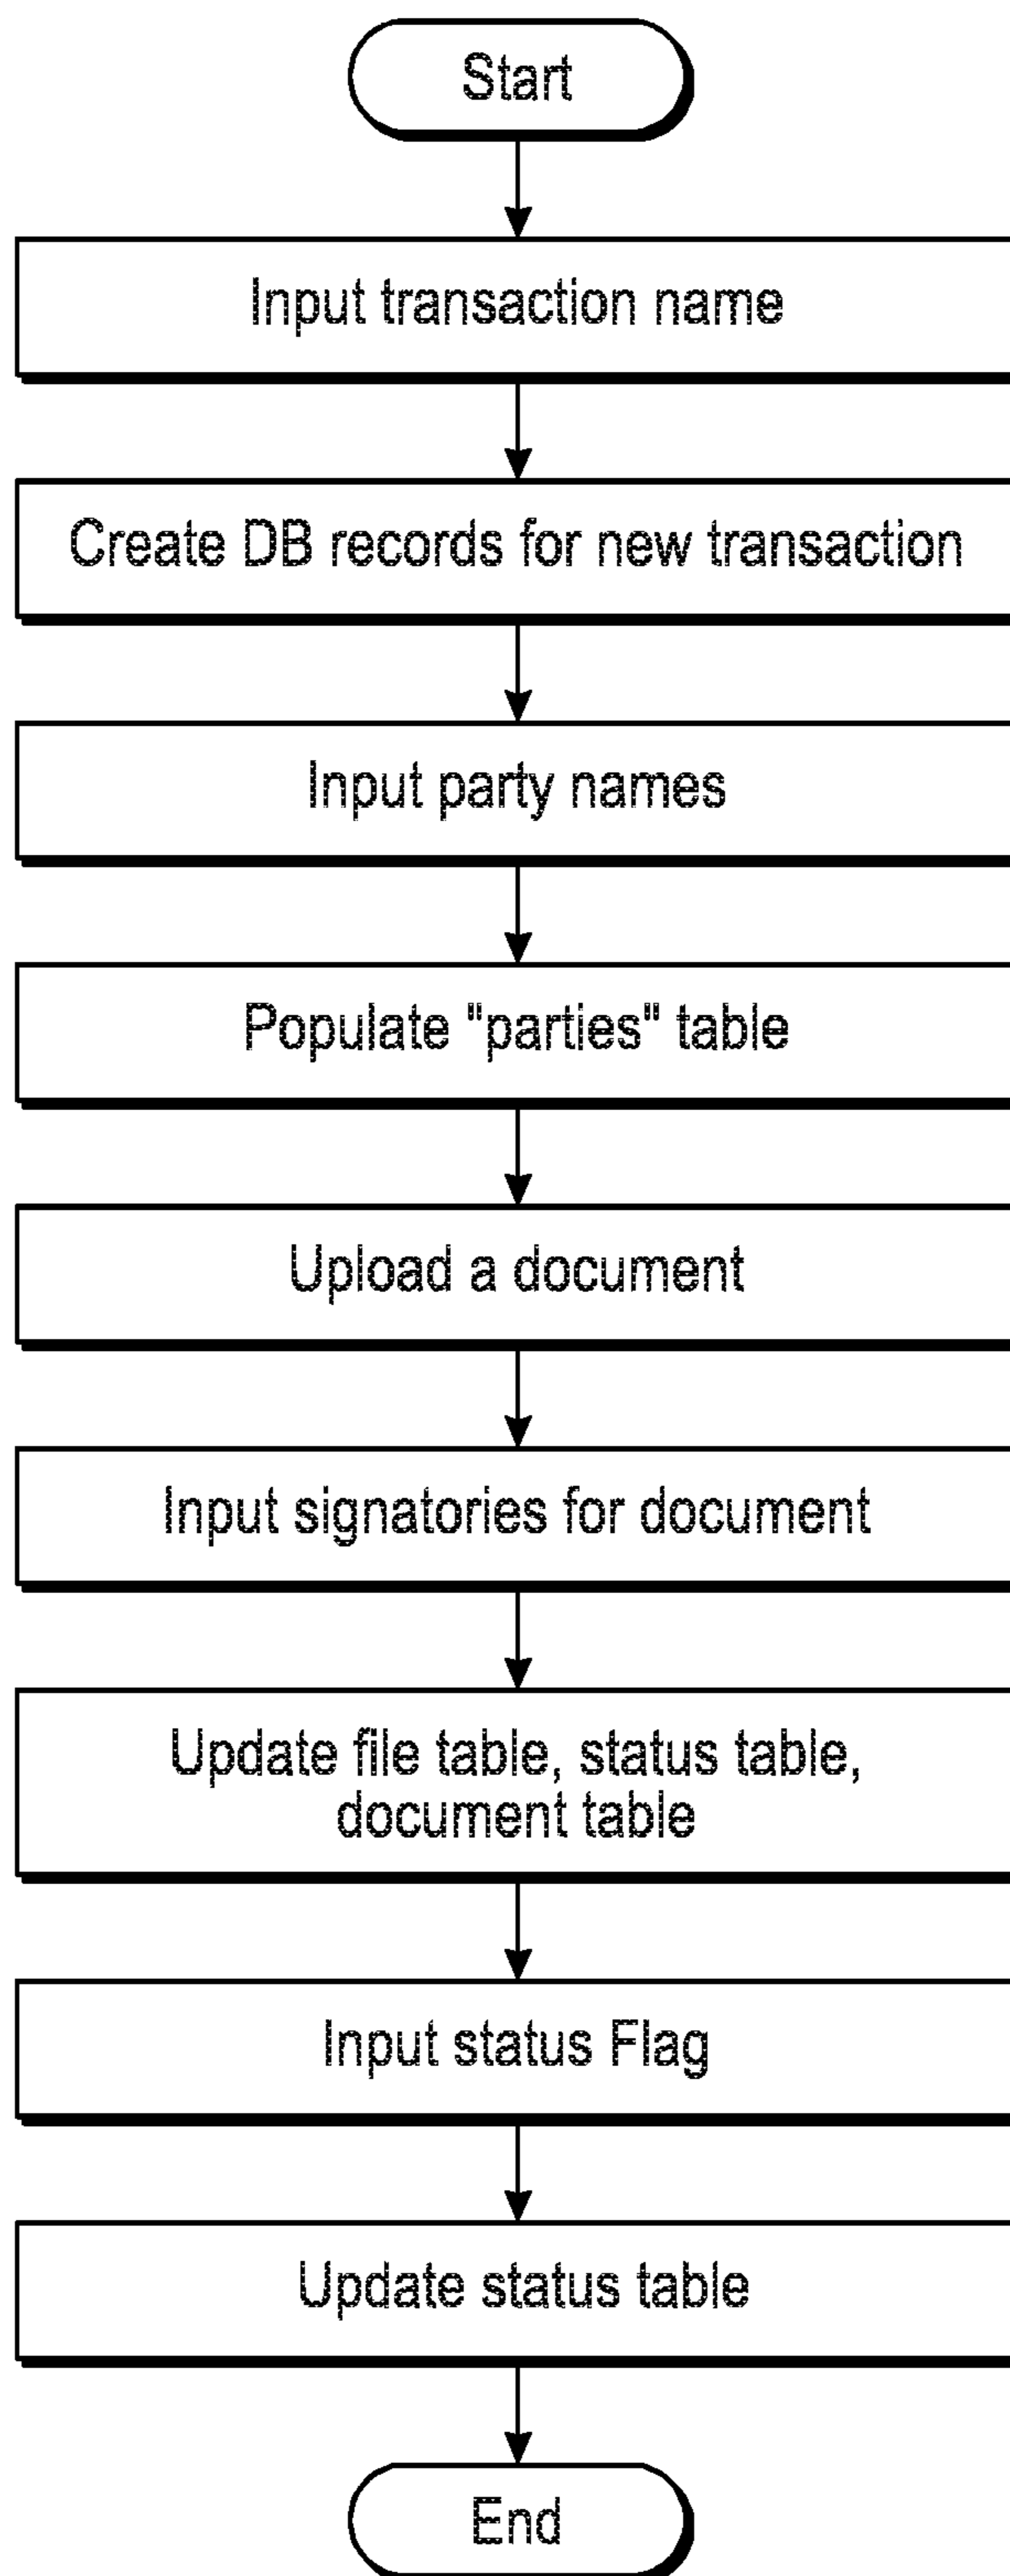 Start
Input transaction name
Create DB records for new transaction
Input party names
Populate "parties" table
Upload a document
Input signatories for document
Update file table, status table,
document table
Input status Flag
Update status table
End